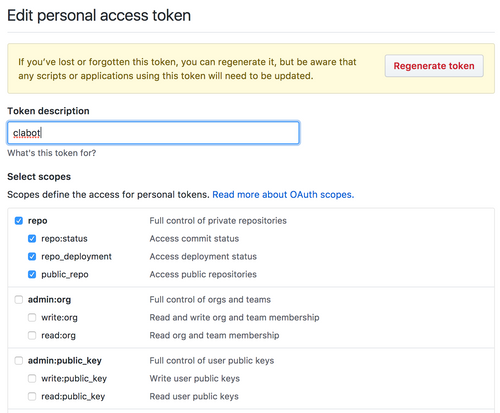 Edit personal access token
If you've lost or forgotten this token, you can regenerate it, but be aware that
any scripts or applications using this token will need to be updated.
Regenerate token
Token description
clabot
What's this token for?
Select scopes
Scopes define the access for personal tokens. Read more about OAuth scopes.
repo Full control of private repositories
repo:status Access commit status
repo_deployment Access deployment status
public_repo Access public repositories
admin:org Full control of orgs and teams
write:org Read and write org and team membership
read:org Read org and team membership
admin:public_key Full control of user public keys
write:public_key Write user public keys
read:public_key Read user public keys